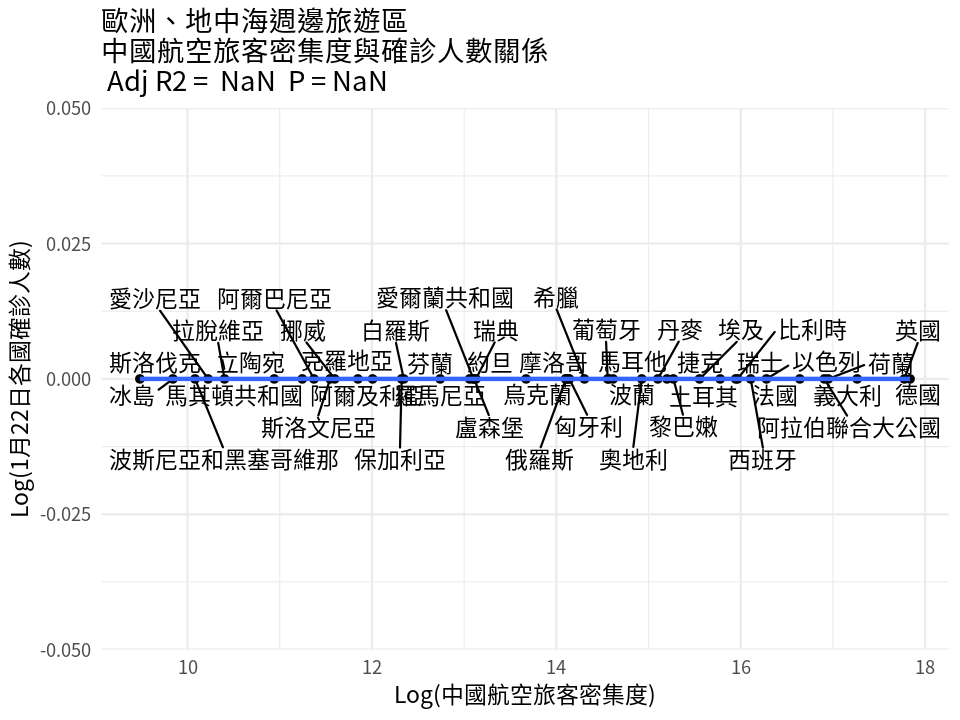 歐洲、地中海週邊旅遊區
中國航空旅客密集度與確診人數關係
Adj R2 = NaN P = NaN
0.050
0.025
0.000
-0.025
-0.050
Log(1月22日各國確診人數)
愛沙尼亞 阿爾巴尼亞 愛爾蘭共和國 希臘
拉脫維亞 挪威 白羅斯 瑞典 葡萄牙 丹麥 埃及 比利時 英國
斯洛伐克 立陶宛 克羅地亞 芬蘭 約旦 摩洛哥 馬耳他 捷克 瑞士 以色列 荷蘭
冰島 馬其頓共和國 阿爾及利亞 羅馬尼亞 烏克蘭 波蘭 土耳其 法國 義大利 德國
斯洛文尼亞 盧森堡 匈牙利 黎巴嫩 阿拉伯聯合大公國
波斯尼亞和黑塞哥維那 保加利亞 俄羅斯 奧地利 西班牙
10 12 14 16 18
Log(中國航空旅客密集度)